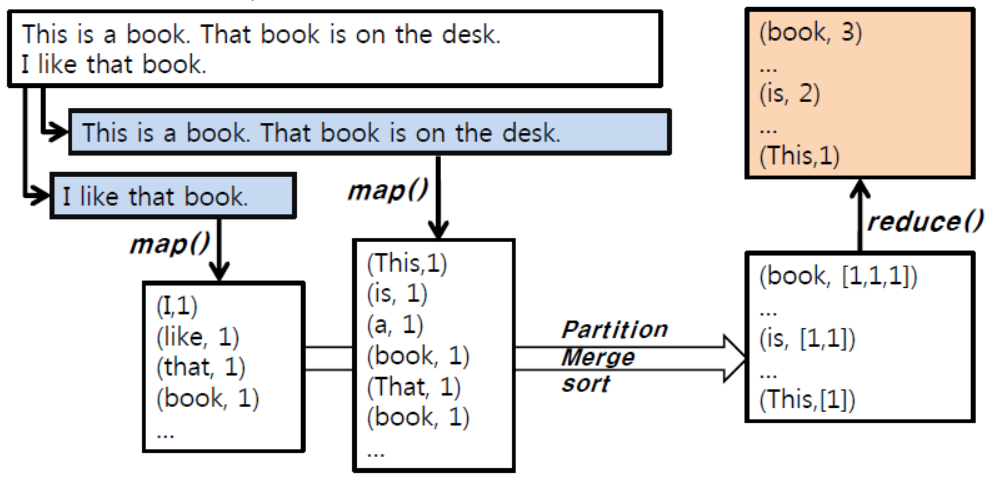 This is a book. That book is on the desk.
I like that book.
This is a book. That book is on the desk.
I like that book.
map()
map()
(I,1)
(like, 1)
(that, 1)
(book, 1)
...
(This,1)
(is, 1)
(a, 1)
(book, 1)
(That, 1)
(book, 1)
...
Partition
Merge
sort
(book, [1,1,1])
...
(is, [1,1])
...
(This,[1])
reduce()
(book, 3)
...
(is, 2)
...
(This,1)